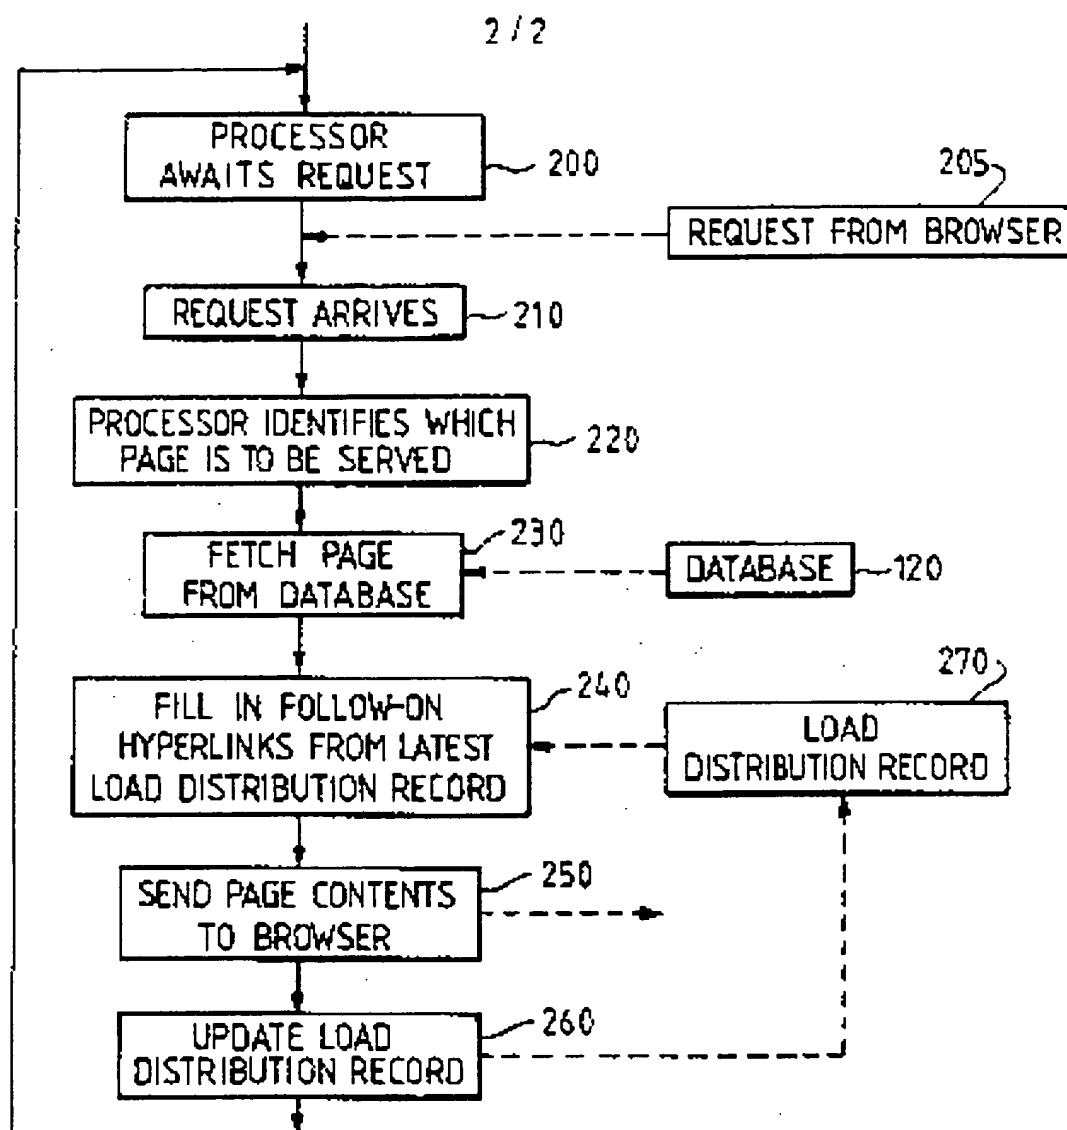 2/2
PROCESSOR
AWAITS REQUEST
200
205
REQUEST FROM BROWSER
REQUEST ARRIVES
210
PROCESSOR IDENTIFIES WHICH
PAGE IS TO BE SERVED
220
230
FETCH PAGE
FROM DATABASE
DATABASE
120
240
FILL IN FOLLOW-ON
HYPERLINKS FROM LATEST
LOAD DISTRIBUTION RECORD
270
LOAD
DISTRIBUTION RECORD
SEND PAGE CONTENTS
TO BROWSER
250
UPDATE LOAD
DISTRIBUTION RECORD
260